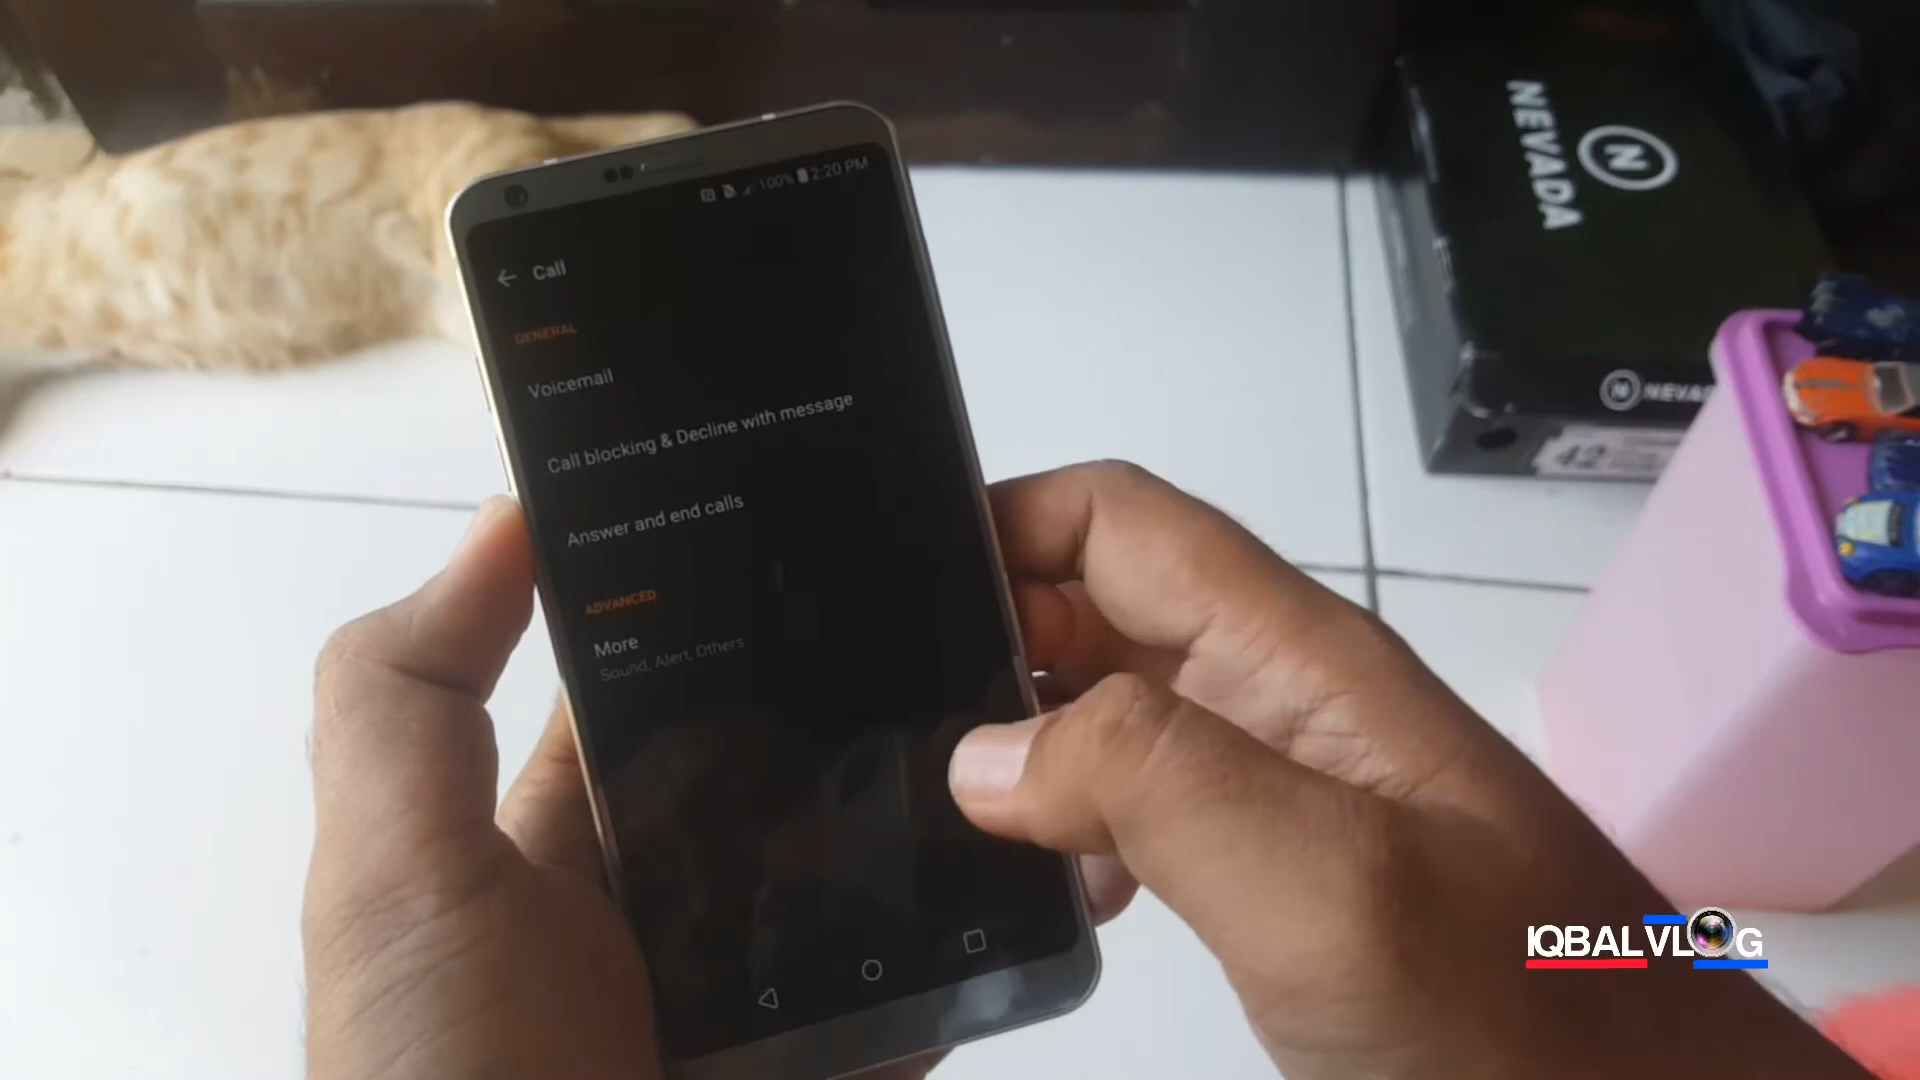 100% 2:20 PM
Call
GENERAL
Voicemail
Call blocking & Decline with message
Answer and end calls
ADVANCED
More
Sound, Alert, Others
NEVADA
N
N
42
IQBALVLOG